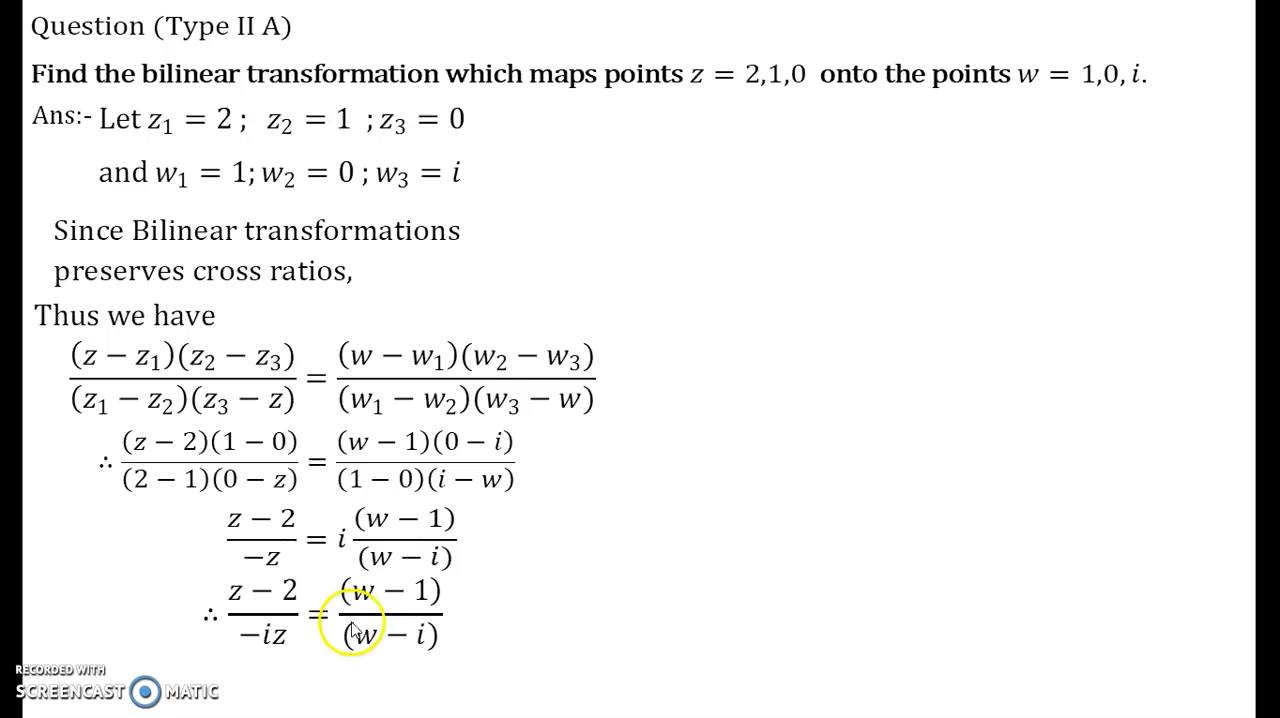 Question (Type II A)
Find the bilinear transformation which maps points z = 2,1,0 onto the points w = 1,0, i.
Ans:- Let z₁ = 2 ; z₂ = 1 ; z₃ = 0
and w₁ = 1; w₂ = 0 ; w₃ = i
Since Bilinear transformations
preserves cross ratios,
Thus we have
(z − z₁)(z₂ − z₃) / (z₁ − z₂)(z₃ − z) = (w − w₁)(w₂ − w₃) / (w₁ − w₂)(w₃ − w)
∴ (z − 2)(1 − 0) / (2 − 1)(0 − z) = (w − 1)(0 − i) / (1 − 0)(i − w)
z − 2 / −z = i (w − 1) / (w − i)
∴ z − 2 / −iz = (w − 1) / (w − i)
RECORDED WITH
SCREENCAST MATIC